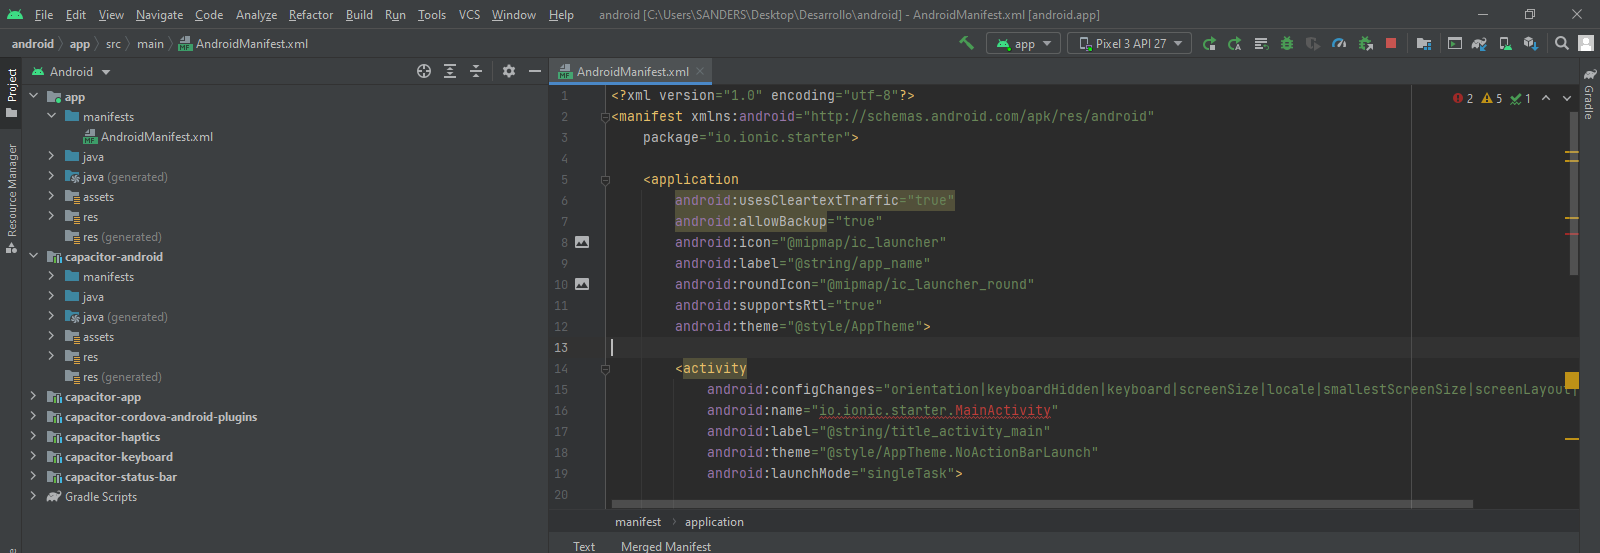 File Edit View Navigate Code Analyze Refactor Capacitor Build Run Tools VCS Window Help android [C:\Users\SANDERS\Desktop\Desarrollo\android] - AndroidManifest.xml [android.app]
android app src main AndroidManifest.xml app Pixel 3 API 27
Project
Resource Manager
Android
app
manifests
AndroidManifest.xml
java
java (generated)
assets
res
res (generated)
capacitor-android
manifests
java
java (generated)
assets
res
res (generated)
capacitor-app
capacitor-cordova-android-plugins
capacitor-haptics
capacitor-keyboard
capacitor-status-bar
Gradle Scripts
AndroidManifest.xml
2 5 1
1 <?xml version="1.0" encoding="utf-8"?>
2 <manifest xmlns:android="http://schemas.android.com/apk/res/android"
3 package="io.ionic.starter">
4
5 <application
6 android:usesCleartextTraffic="true"
7 android:allowBackup="true"
8 android:icon="@mipmap/ic_launcher"
9 android:label="@string/app_name"
10 android:roundIcon="@mipmap/ic_launcher_round"
11 android:supportsRtl="true"
12 android:theme="@style/AppTheme">
13
14 <activity
15 android:configChanges="orientation|keyboardHidden|keyboard|screenSize|locale|smallestScreenSize|screenLayout|
16 android:name="io.ionic.starter.MainActivity"
17 android:label="@string/title_activity_main"
18 android:theme="@style/AppTheme.NoActionBarLaunch"
19 android:launchMode="singleTask">
20
manifest application
Text Merged Manifest
Gradle